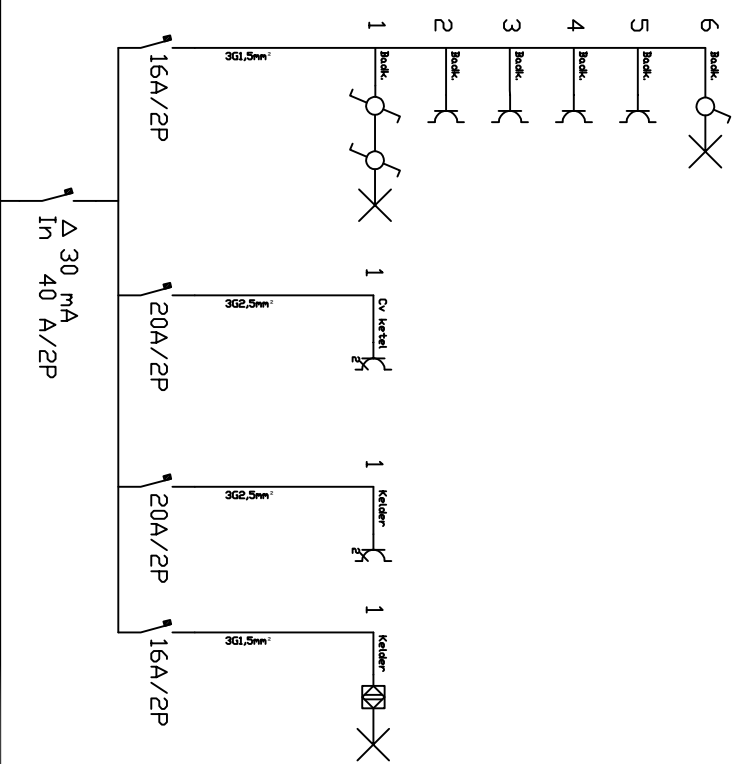 1
2
3
4
5
6
Badk.
Badk.
Badk.
Badk.
Badk.
Badk.
16A/2P
3G1,5mm²
Δ 30 mA
In 40 A/2P
1
Cv ketel
2
20A/2P
3G2,5mm²
1
Kelder
2
20A/2P
3G2,5mm²
1
Kelder
16A/2P
3G1,5mm²